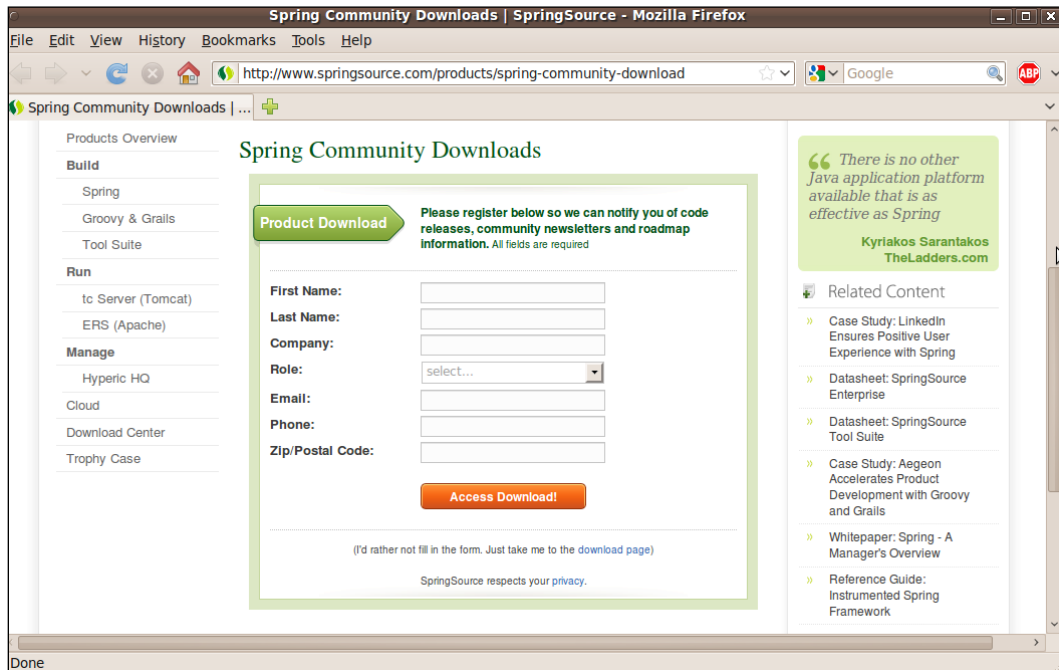 Spring Community Downloads | SpringSource - Mozilla Firefox
File Edit View History Bookmarks Tools Help
http://www.springsource.com/products/spring-community-download
Google
ABP
Spring Community Downloads | ...
Products Overview
Build
Spring
Groovy & Grails
Tool Suite
Run
tc Server (Tomcat)
ERS (Apache)
Manage
Hyperic HQ
Cloud
Download Center
Trophy Case
Spring Community Downloads
Product Download
Please register below so we can notify you of code
releases, community newsletters and roadmap
information. All fields are required
First Name:
Last Name:
Company:
Role:
select...
Email:
Phone:
Zip/Postal Code:
Access Download!
(I'd rather not fill in the form. Just take me to the download page)
SpringSource respects your privacy.
There is no other
Java application platform
available that is as
effective as Spring
Kyriakos Sarantakos
TheLadders.com
Related Content
Case Study: LinkedIn
Ensures Positive User
Experience with Spring
Datasheet: SpringSource
Enterprise
Datasheet: SpringSource
Tool Suite
Case Study: Aegeon
Accelerates Product
Development with Groovy
and Grails
Whitepaper: Spring - A
Manager's Overview
Reference Guide:
Instrumented Spring
Framework
Done